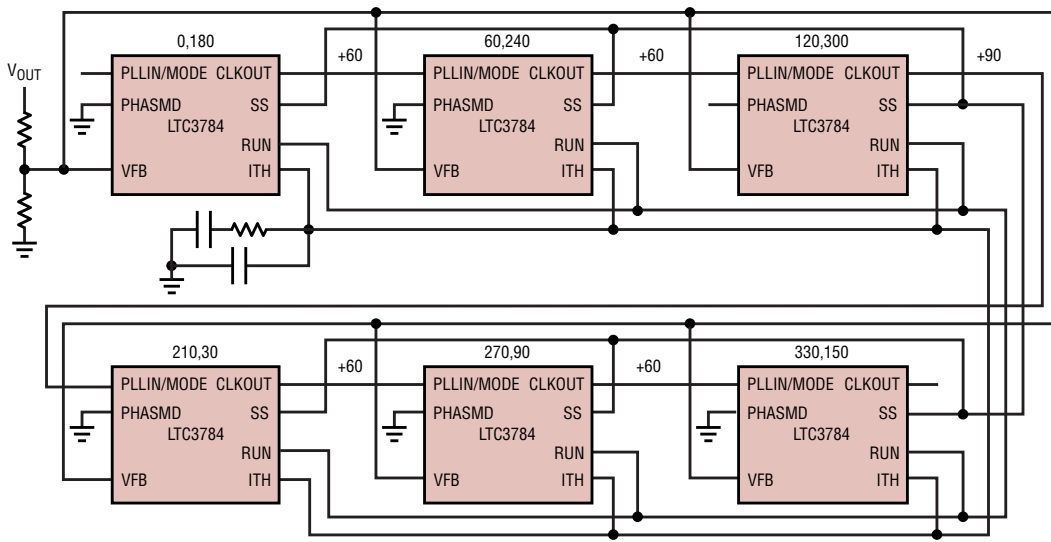 0,180
60,240
120,300
V_OUT
+60
+60
+90
PLLIN/MODE CLKOUT
PHASMD SS
LTC3784
RUN
VFB ITH
PLLIN/MODE CLKOUT
PHASMD SS
LTC3784
RUN
VFB ITH
PLLIN/MODE CLKOUT
PHASMD SS
LTC3784
RUN
VFB ITH
210,30
270,90
330,150
+60
+60
PLLIN/MODE CLKOUT
PHASMD SS
LTC3784
RUN
VFB ITH
PLLIN/MODE CLKOUT
PHASMD SS
LTC3784
RUN
VFB ITH
PLLIN/MODE CLKOUT
PHASMD SS
LTC3784
RUN
VFB ITH